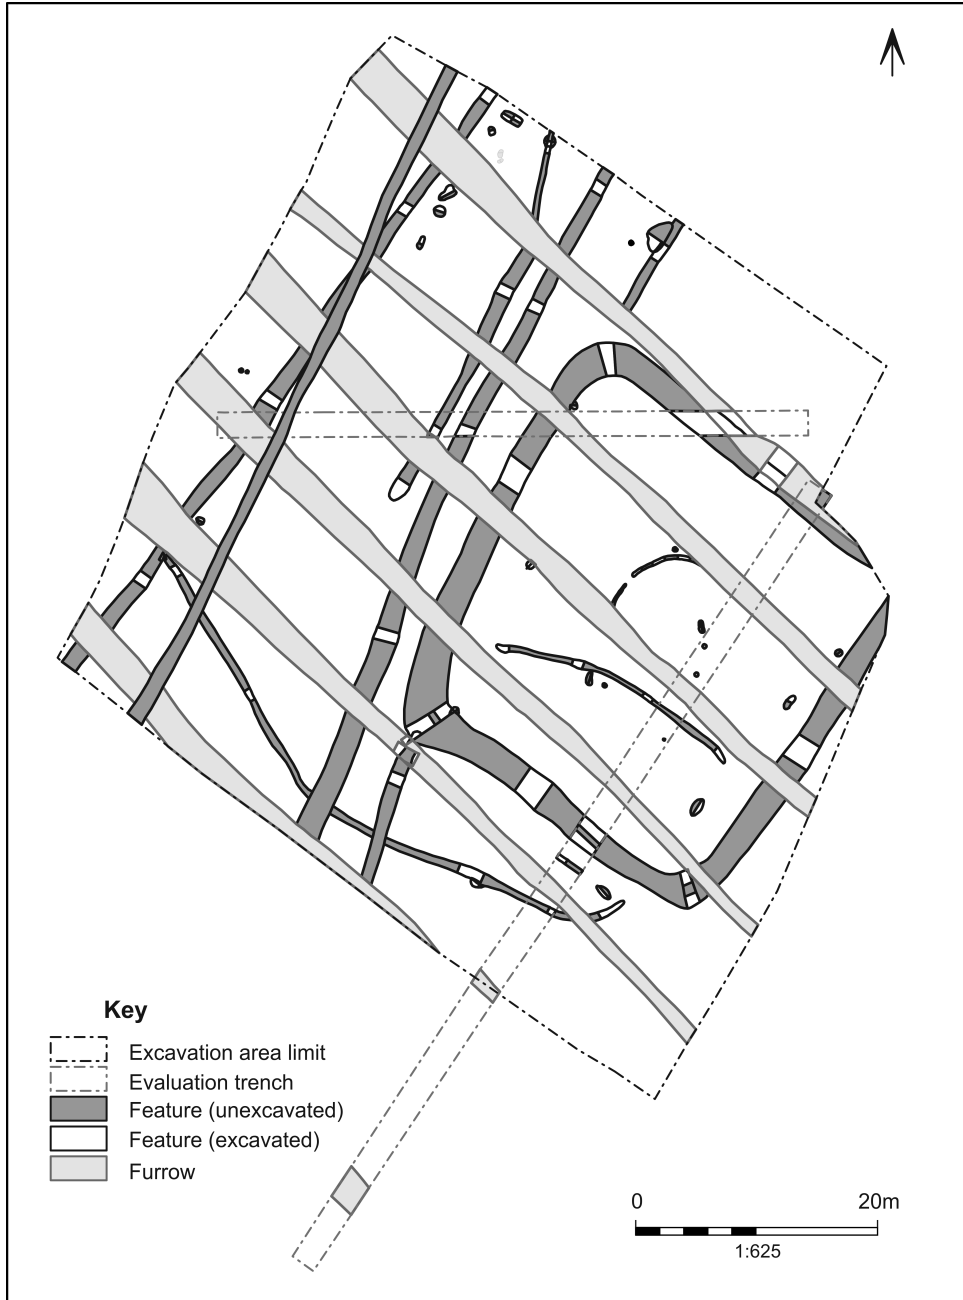 Key
Excavation area limit
Evaluation trench
Feature (unexcavated)
Feature (excavated)
Furrow
0 20m
1:625